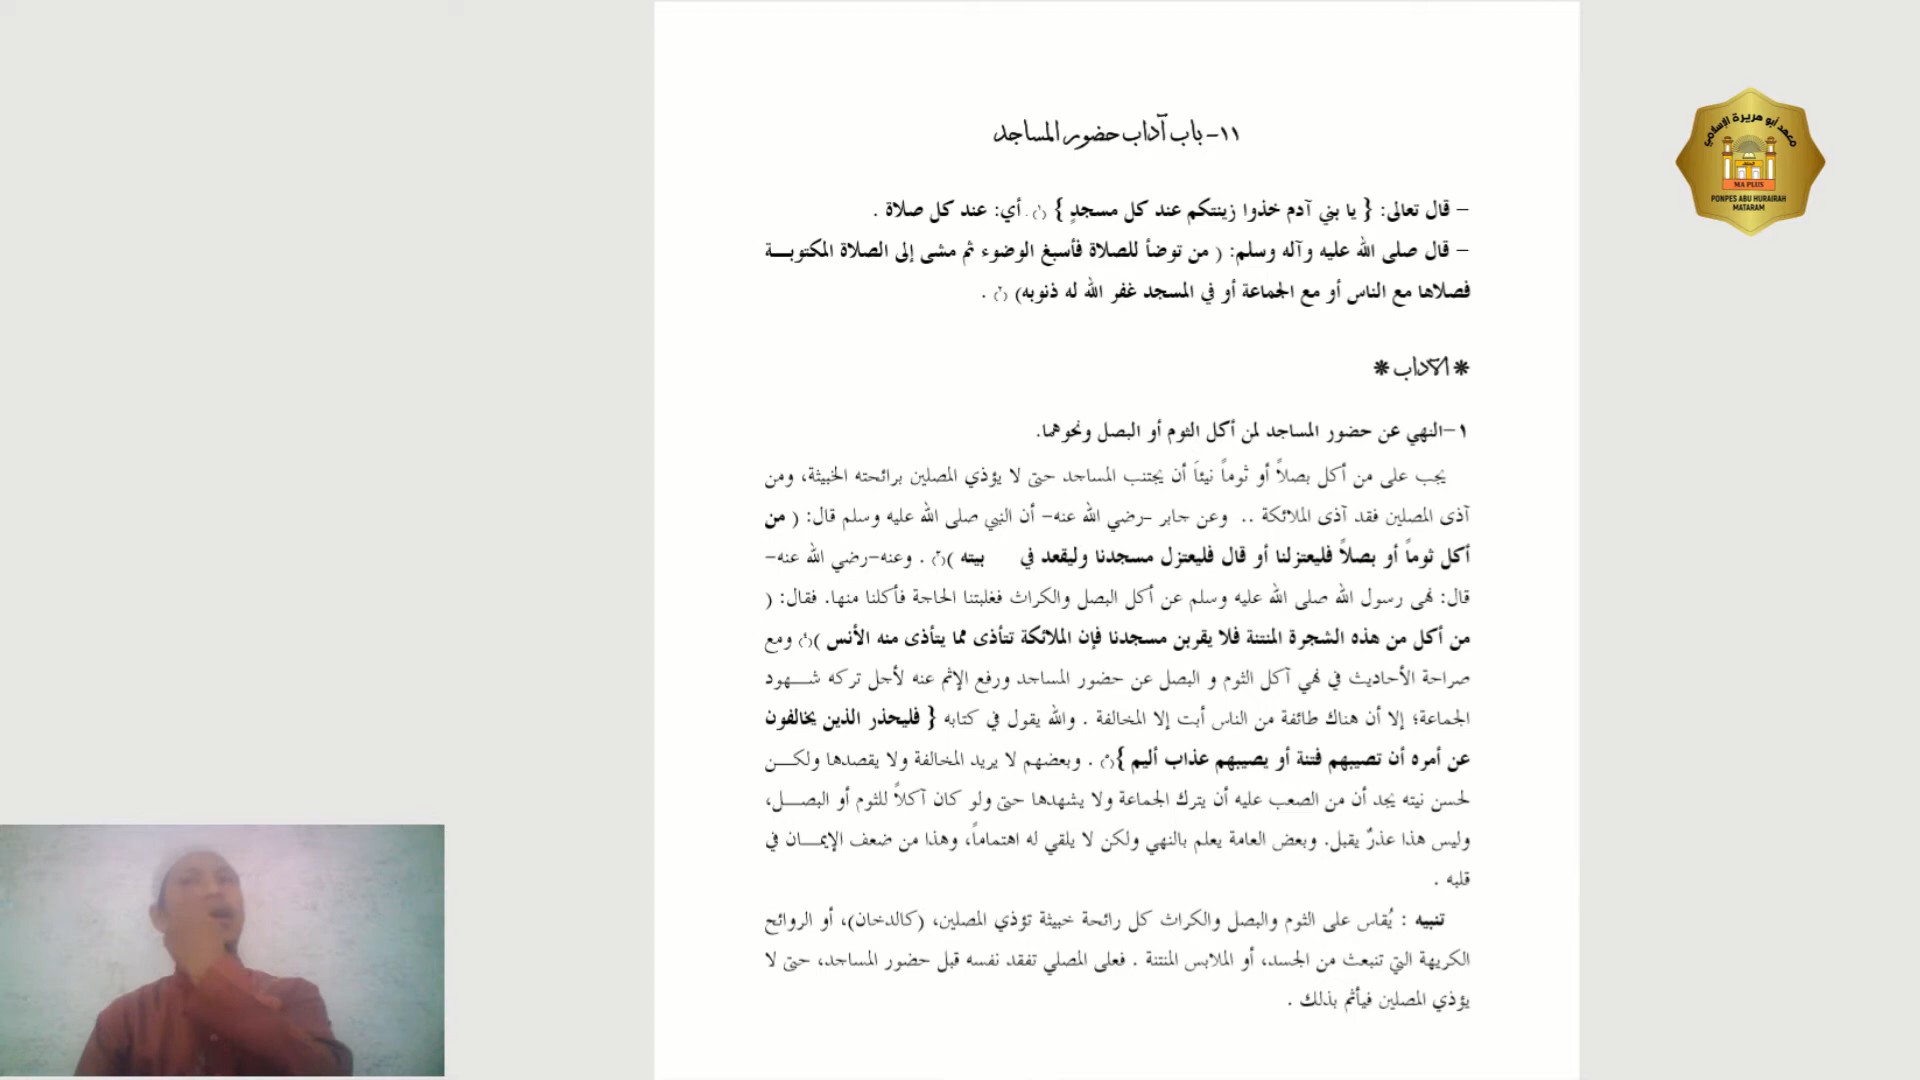 ١١- باب آداب حضور المساجد
– قال تعالى: { يا بني آدم خذوا زينتكم عند كل مسجدٍ } (١). أي: عند كل صلاة .
– قال صلى الله عليه وآله وسلم: ( من توضأ للصلاة فأسبغ الوضوء ثم مشى إلى الصلاة المكتوبـــة
فصلاها مع الناس أو مع الجماعة أو في المسجد غفر الله له ذنوبه) (٢) .
* الآداب *
١–النهي عن حضور المساجد لمن أكل الثوم أو البصل ونحوهما.
يجب على من أكل بصلاً أو ثوماً نيئاً أن يجتنب المساجد حتى لا يؤذي المصلين برائحته الخبيثة، ومن
آذى المصلين فقد آذى الملائكة .. وعن جابر –رضي الله عنه– أن النبي صلى الله عليه وسلم قال: ( من
أكل ثوماً أو بصلاً فليعتزلنا أو قال فليعتزل مسجدنا وليقعد في بيته )(٣) . وعنه–رضي الله عنه–
قال: نهى رسول الله صلى الله عليه وسلم عن أكل البصل والكراث فغلبتنا الحاجة فأكلنا منها. فقال: (
من أكل من هذه الشجرة المنتنة فلا يقربن مسجدنا فإن الملائكة تتأذى مما يتأذى منه الأنس )(٤) ومع
صراحة الأحاديث في نهي آكل الثوم و البصل عن حضور المساجد ورفع الإثم عنه لأجل تركه شـــهود
الجماعة؛ إلا أن هناك طائفة من الناس أبت إلا المخالفة . والله يقول في كتابه { فليحذر الذين يخالفون
عن أمره أن تصيبهم فتنة أو يصيبهم عذاب أليم }(٥) . وبعضهم لا يريد المخالفة ولا يقصدها ولكـــن
لحسن نيته يجد أن من الصعب عليه أن يترك الجماعة ولا يشهدها حتى ولو كان آكلاً للثوم أو البصـــل،
وليس هذا عذرٌ يقبل. وبعض العامة يعلم بالنهي ولكن لا يلقي له اهتماماً، وهذا من ضعف الإيمـــان في
قلبه .
تنبيه : يُقاس على الثوم والبصل والكراث كل رائحة خبيثة تؤذي المصلين، (كالدخان)، أو الروائح
الكريهة التي تنبعث من الجسد، أو الملابس المنتنة . فعلى المصلي تفقد نفسه قبل حضور المساجد، حتى لا
يؤذي المصلين فيأثم بذلك .
معهد أبو هريرة الإسلامي
MA PLUS
PONPES ABU HURAIRAH
MATARAM